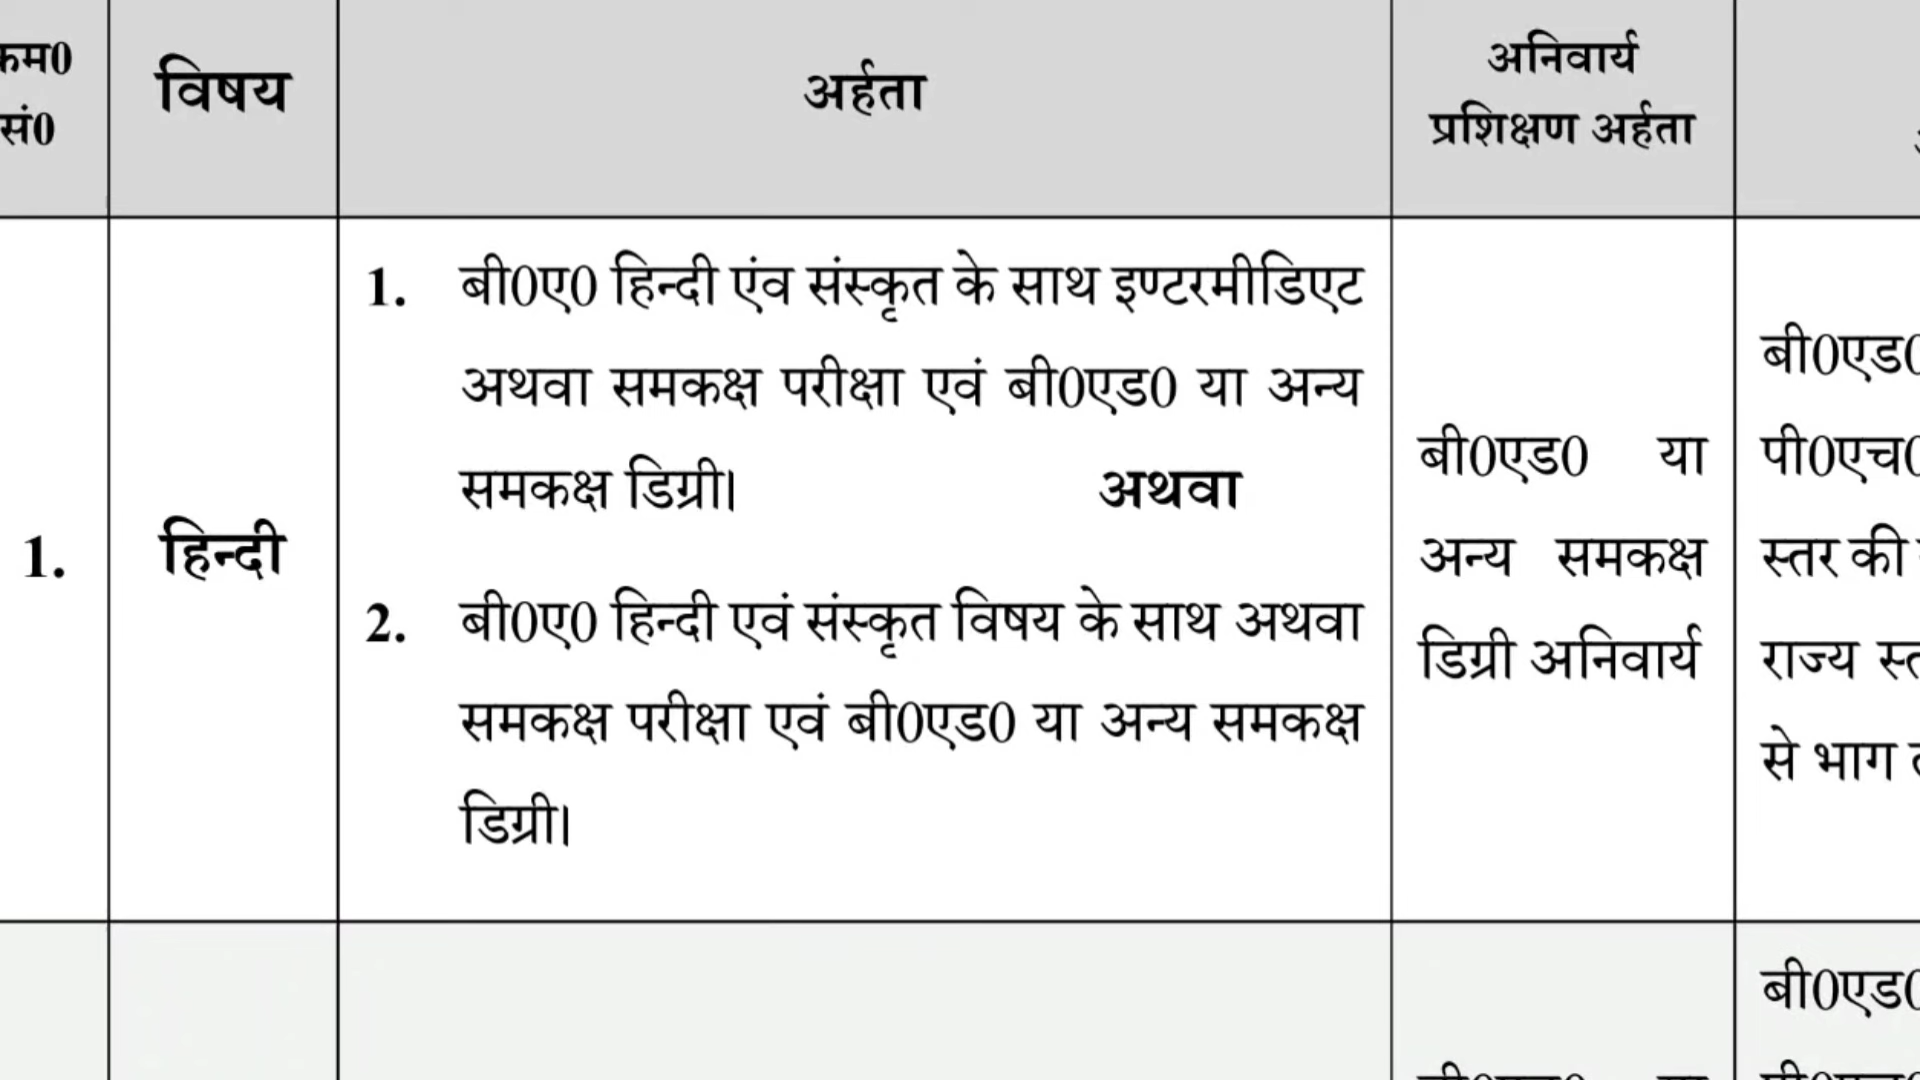 क्रम0
सं0
विषय
अर्हता
अनिवार्य
प्रशिक्षण अर्हता
1.
हिन्दी
1. बी0ए0 हिन्दी एंव संस्कृत के साथ इण्टरमीडिएट
अथवा समकक्ष परीक्षा एवं बी0एड0 या अन्य
समकक्ष डिग्री। अथवा
2. बी0ए0 हिन्दी एवं संस्कृत विषय के साथ अथवा
समकक्ष परीक्षा एवं बी0एड0 या अन्य समकक्ष
डिग्री।
बी0एड0 या
अन्य समकक्ष
डिग्री अनिवार्य
बी0एड0
पी0एच0
स्तर की
राज्य
से भाग
बी0एड0